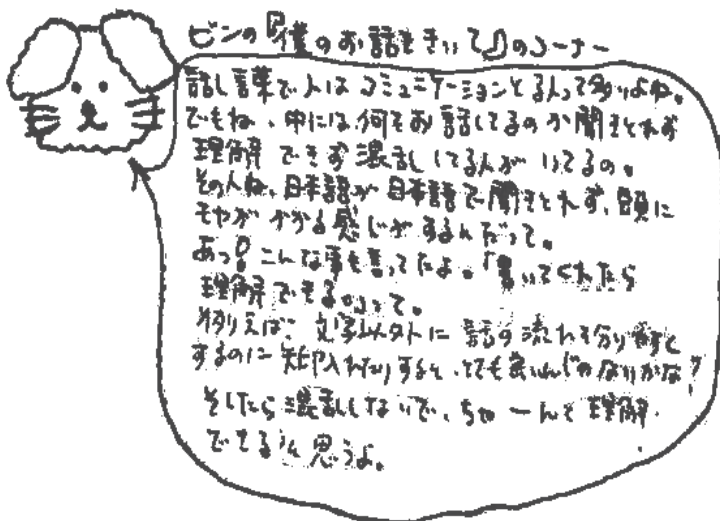 ピンの『僕のお話をきいて♪』のコーナー
話し言葉で人はコミュニケーションとる人って多いよね。
でもね、中には何をお話してるのか聞きとれず
理解できず混乱してる人がいてるの。
その人ね、日本語が日本語で聞きとれず、頭に
モヤがかかる感じがするんだって。
あっ!こんな事も言ってたよ。「書いてくれたら
理解できる」って。
例えば、文字以外に話の流れを分りやすく
するのに矢印入れたりすると、とても良いんじゃないかな?
そしたら混乱しないで、ちゃーんと理解
できると思うよ。